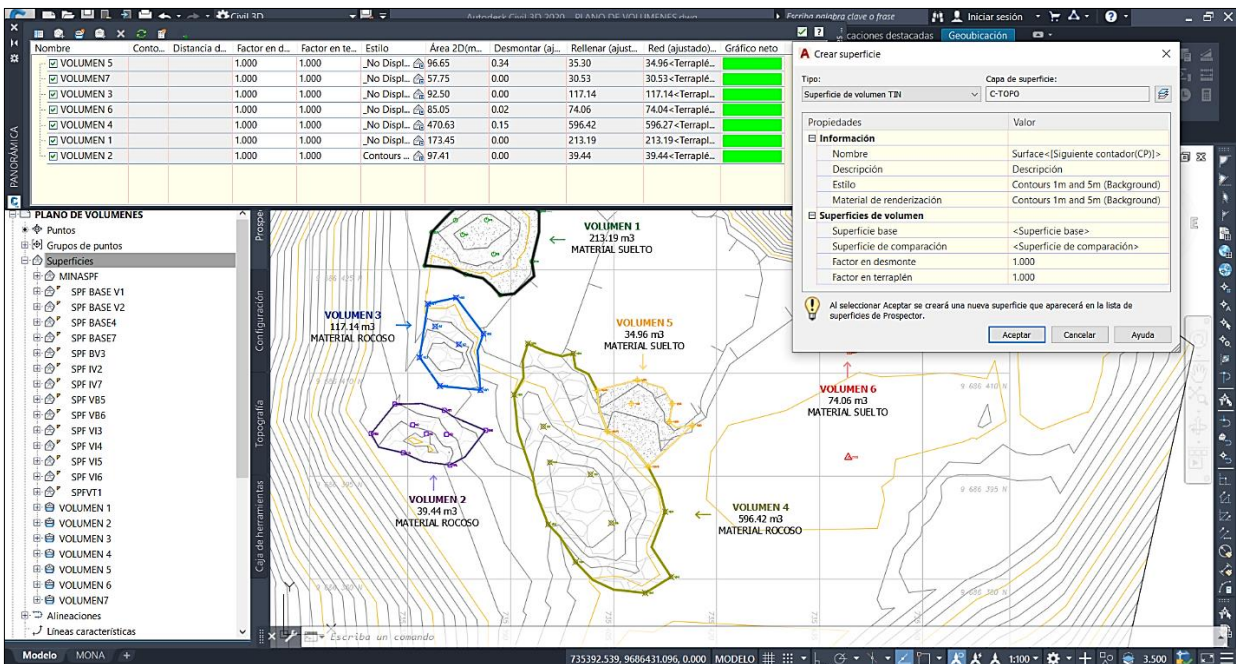 Civil 3D
Autodesk Civil 3D 2020 PLANO DE VOLUMENES.dwg
Escriba palabra clave o frase
Iniciar sesión
caciones destacadas
Geoubicación
PANORÁMICA
Nombre Conto... Distancia d... Factor en d... Factor en te... Estilo Área 2D(m... Desmontar (aj... Rellenar (ajust... Red (ajustado)... Gráfico neto
VOLUMEN 5 1.000 1.000 _No Displ... 96.65 0.34 35.30 34.96<Terraplé...
VOLUMEN7 1.000 1.000 _No Displ... 57.75 0.00 30.53 30.53<Terrapl...
VOLUMEN 3 1.000 1.000 _No Displ... 92.50 0.00 117.14 117.14<Terrapl...
VOLUMEN 6 1.000 1.000 _No Displ... 85.05 0.02 74.06 74.04<Terraplé...
VOLUMEN 4 1.000 1.000 _No Displ... 470.63 0.15 596.42 596.27<Terrapl...
VOLUMEN 1 1.000 1.000 _No Displ... 173.45 0.00 213.19 213.19<Terrapl...
VOLUMEN 2 1.000 1.000 Contours ... 97.41 0.00 39.44 39.44<Terraplé...
Crear superficie
Tipo:
Capa de superficie:
Superficie de volumen TIN
C-TOPO
Propiedades Valor
Información
Nombre Surface<[Siguiente contador(CP)]>
Descripción Descripción
Estilo Contours 1m and 5m (Background)
Material de renderización Contours 1m and 5m (Background)
Superficies de volumen
Superficie base <Superficie base>
Superficie de comparación <Superficie de comparación>
Factor en desmonte 1.000
Factor en terraplén 1.000
Al seleccionar Aceptar se creará una nueva superficie que aparecerá en la lista de
superficies de Prospector.
Aceptar Cancelar Ayuda
PLANO DE VOLUMENES
Puntos
Grupos de puntos
Superficies
MINASPF
SPF BASE V1
SPF BASE V2
SPF BASE4
SPF BASE7
SPF BV3
SPF IV2
SPF IV7
SPF VB5
SPF VB6
SPF VI3
SPF VI4
SPF VI5
SPF VI6
SPFVT1
VOLUMEN 1
VOLUMEN 2
VOLUMEN 3
VOLUMEN 4
VOLUMEN 5
VOLUMEN 6
VOLUMEN7
Alineaciones
Líneas características
Prospe
Configuración
Topografía
Caja de herramientas
VOLUMEN 1
213.19 m3
MATERIAL SUELTO
VOLUMEN 3
117.14 m3
MATERIAL ROCOSO
VOLUMEN 5
34.96 m3
MATERIAL SUELTO
VOLUMEN 6
74.06 m3
MATERIAL SUELTO
9 686 410 N
VOLUMEN 2
39.44 m3
MATERIAL ROCOSO
VOLUMEN 4
596.42 m3
MATERIAL ROCOSO
9 686 395 N
9 686 380 N
Y
Escriba un comando
Modelo MONA +
735392.539, 9686431.096, 0.000 MODELO 1:100 3.500